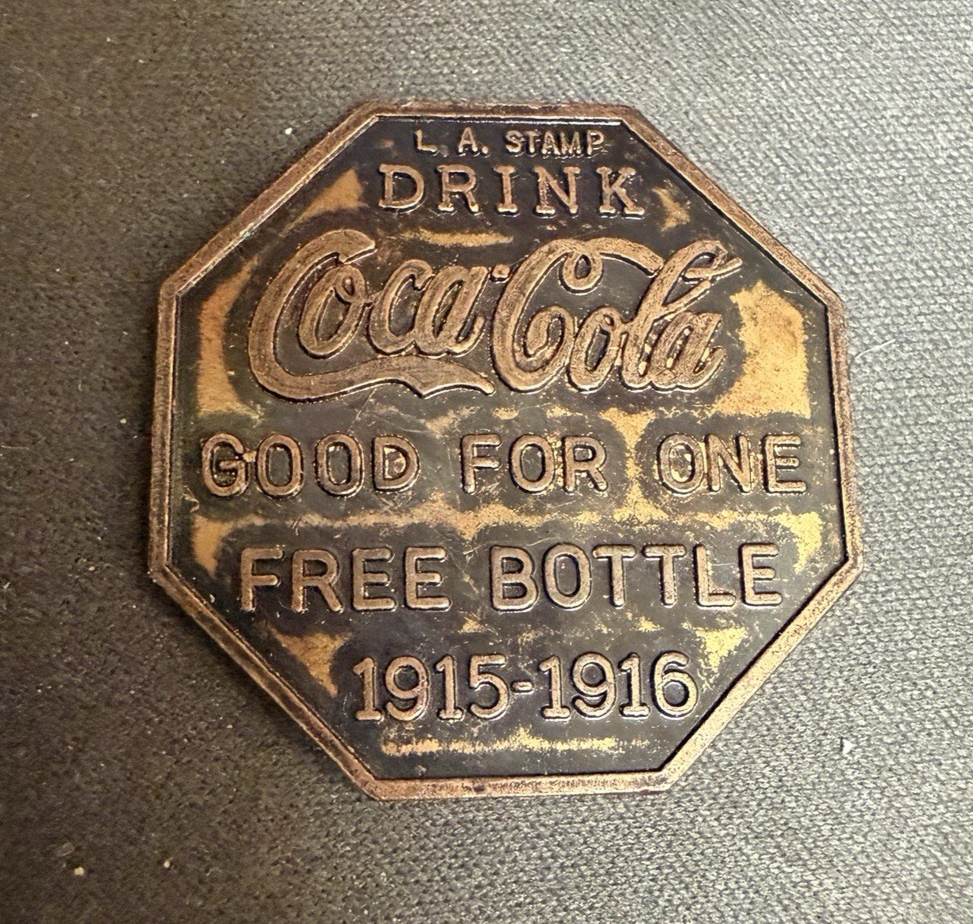 L. A. STAMP
DRINK
Coca-Cola
GOOD FOR ONE
FREE BOTTLE
1915-1916